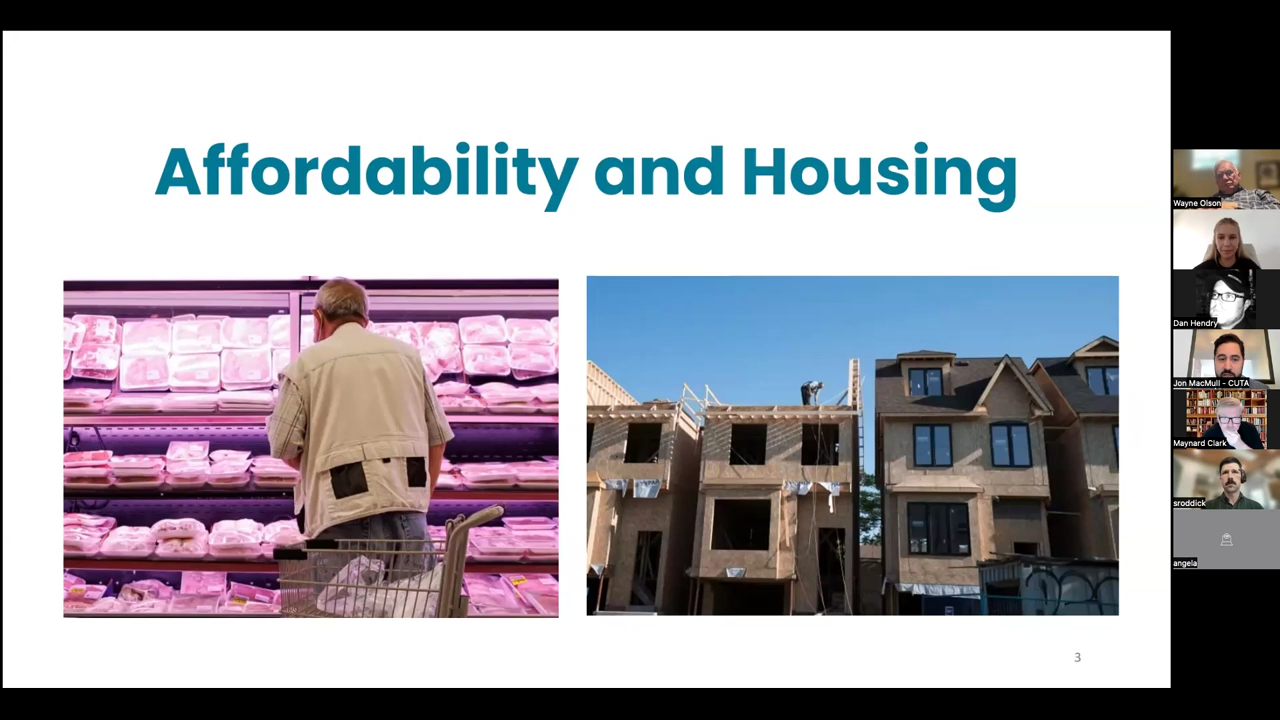 Affordability and Housing
3
Wayne Olson
Dan Hendry
Jon MacMull - CUTA
Maynard Clark
sroddick
angela